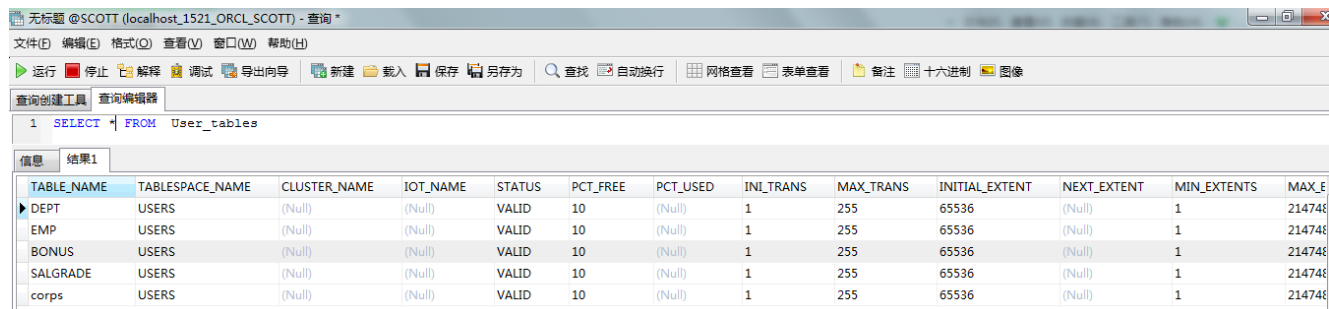 无标题 @SCOTT (localhost_1521_ORCL_SCOTT) - 查询 *
文件(F) 编辑(E) 格式(O) 查看(V) 窗口(W) 帮助(H)
运行 停止 解释 调试 导出向导 新建 载入 保存 另存为 查找 自动换行 网格查看 表单查看 备注 十六进制 图像
查询创建工具 查询编辑器
1 SELECT * FROM User_tables
信息 结果1
TABLE_NAME TABLESPACE_NAME CLUSTER_NAME IOT_NAME STATUS PCT_FREE PCT_USED INI_TRANS MAX_TRANS INITIAL_EXTENT NEXT_EXTENT MIN_EXTENTS MAX_E
DEPT USERS (Null) (Null) VALID 10 (Null) 1 255 65536 (Null) 1 214748
EMP USERS (Null) (Null) VALID 10 (Null) 1 255 65536 (Null) 1 214748
BONUS USERS (Null) (Null) VALID 10 (Null) 1 255 65536 (Null) 1 214748
SALGRADE USERS (Null) (Null) VALID 10 (Null) 1 255 65536 (Null) 1 214748
corps USERS (Null) (Null) VALID 10 (Null) 1 255 65536 (Null) 1 214748